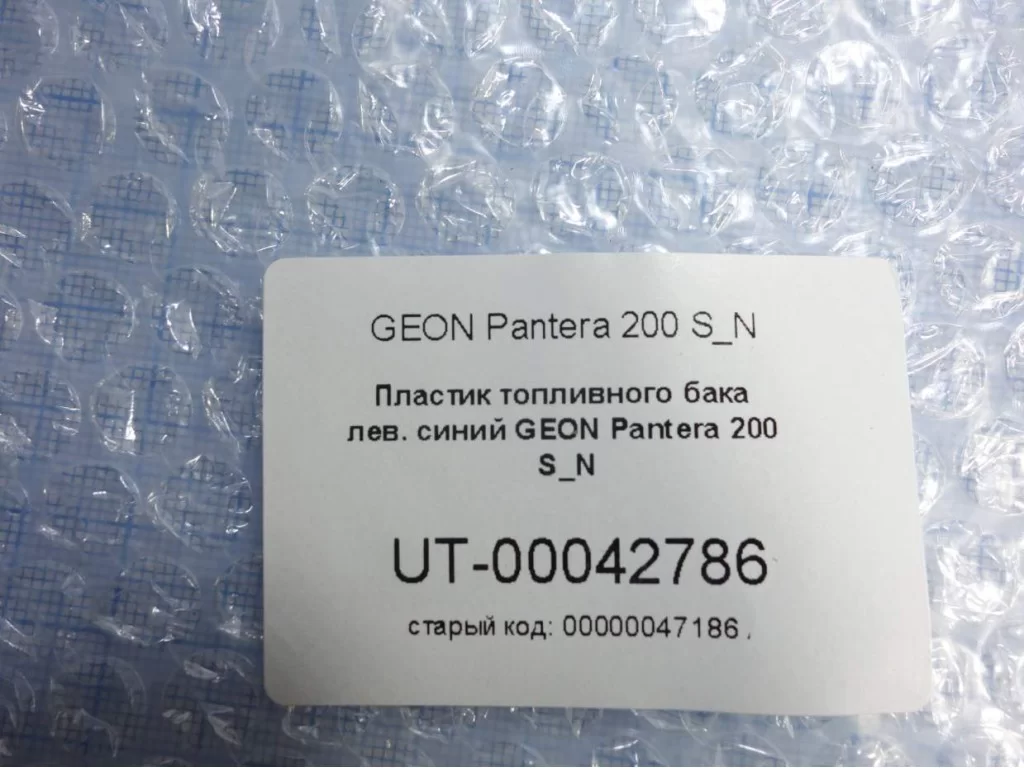 GEON Pantera 200 S_N
Пластик топливного бака
лев. синий GEON Pantera 200
S_N
UT-00042786
старый код: 00000047186 ,